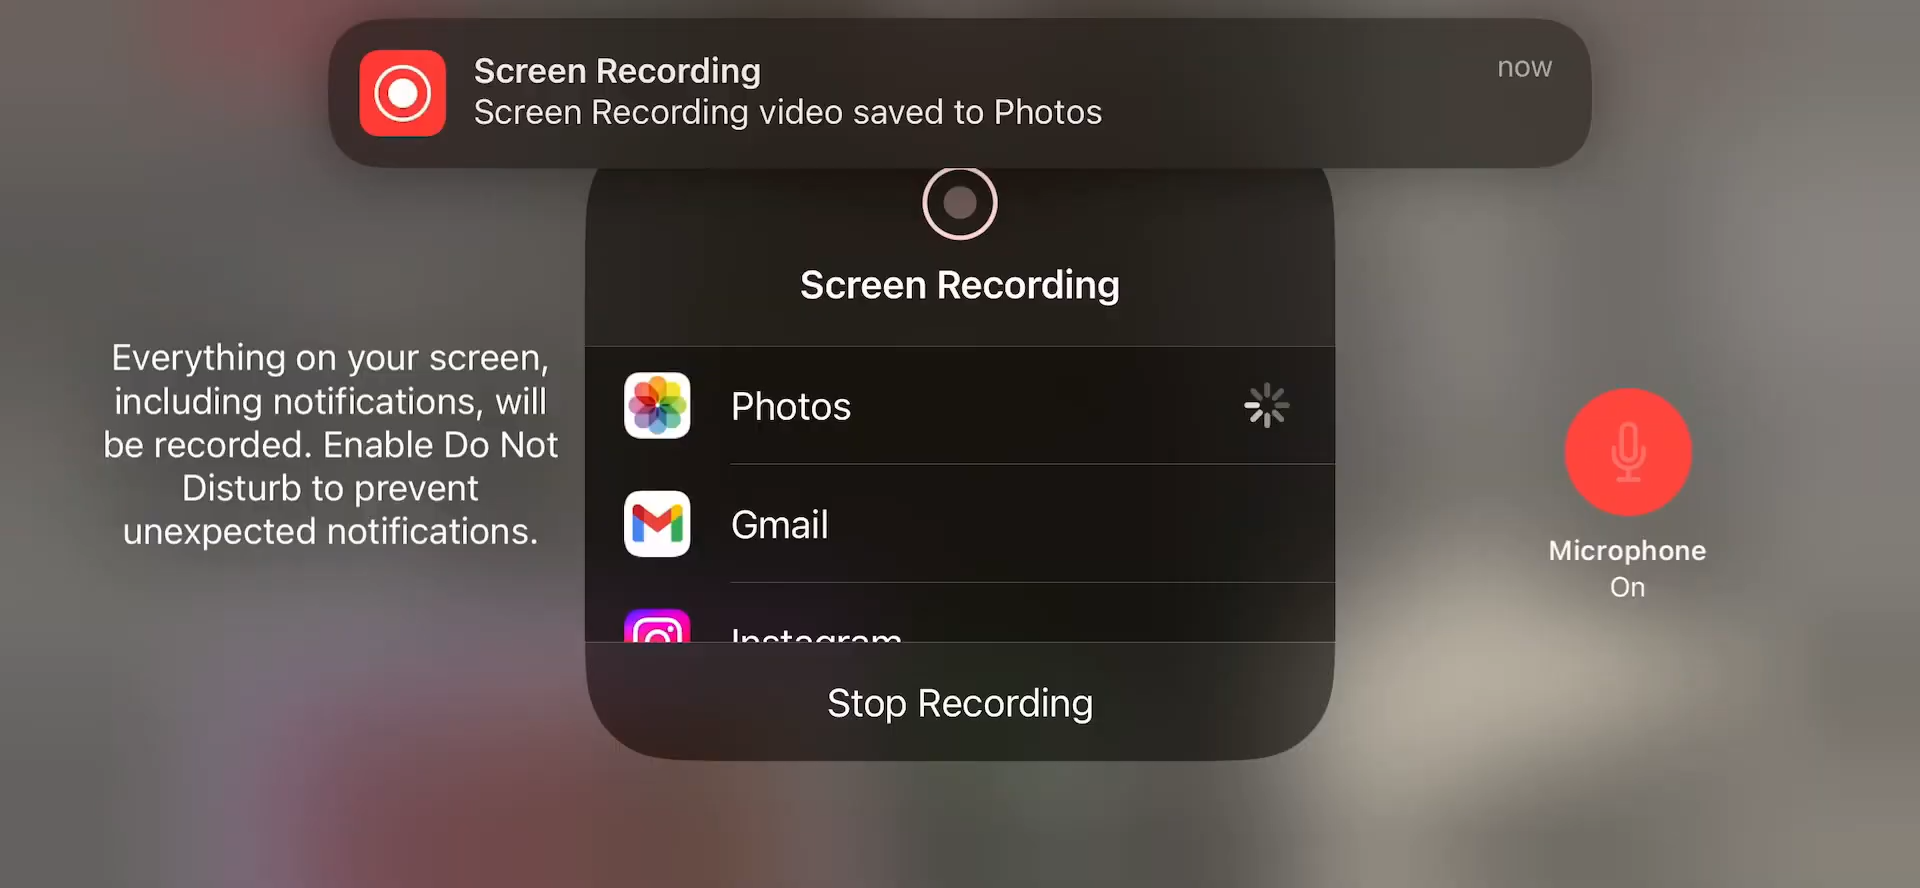 Screen Recording
now
Screen Recording video saved to Photos
Screen Recording
Everything on your screen,
including notifications, will
be recorded. Enable Do Not
Disturb to prevent
unexpected notifications.
Photos
Gmail
Instagram
Stop Recording
Microphone
On